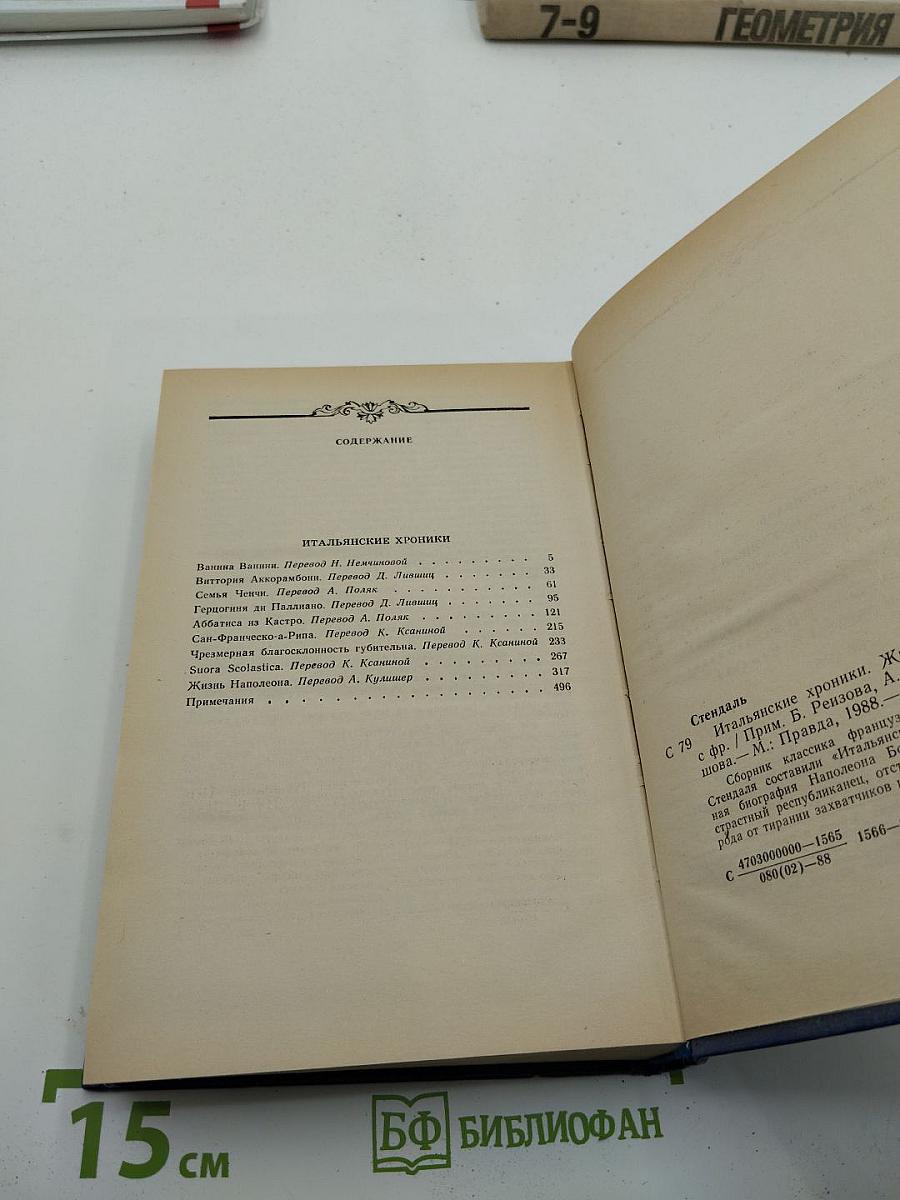 7-9 ГЕОМЕТРИЯ
СОДЕРЖАНИЕ
ИТАЛЬЯНСКИЕ ХРОНИКИ
Ванина Ванини. Перевод Н. Немчиновой . . . . . . . . 5
Виттория Аккорамбони. Перевод Д. Лившиц . . . . . . . 33
Семья Ченчи. Перевод А. Поляк . . . . . . . . . . 61
Герцогиня ди Паллиано. Перевод Д. Лившиц . . . . . . . 95
Аббатиса из Кастро. Перевод А. Поляк . . . . . . . . 121
Сан-Франческо-а-Рипа. Перевод К. Ксаниной . . . . . . 215
Чрезмерная благосклонность губительна. Перевод К. Ксаниной 233
Suora Scolastica. Перевод К. Ксаниной . . . . . . . . 267
Жизнь Наполеона. Перевод А. Кулишер . . . . . . . . 317
Примечания . . . . . . . . . . . . . . . . 496
Стендаль
С 79 Итальянские хроники.
с фр. / Прим. Б. Реизова, А.
шова.— М.: Правда, 1988.—
Сборник классика
Стендаля составили
ная биография Наполеона
страстный республиканец,
рода от тирании захватчиков
С 4703000000—1565 1566—
080(02)—88
15 см
БФ БИБЛИОФАН